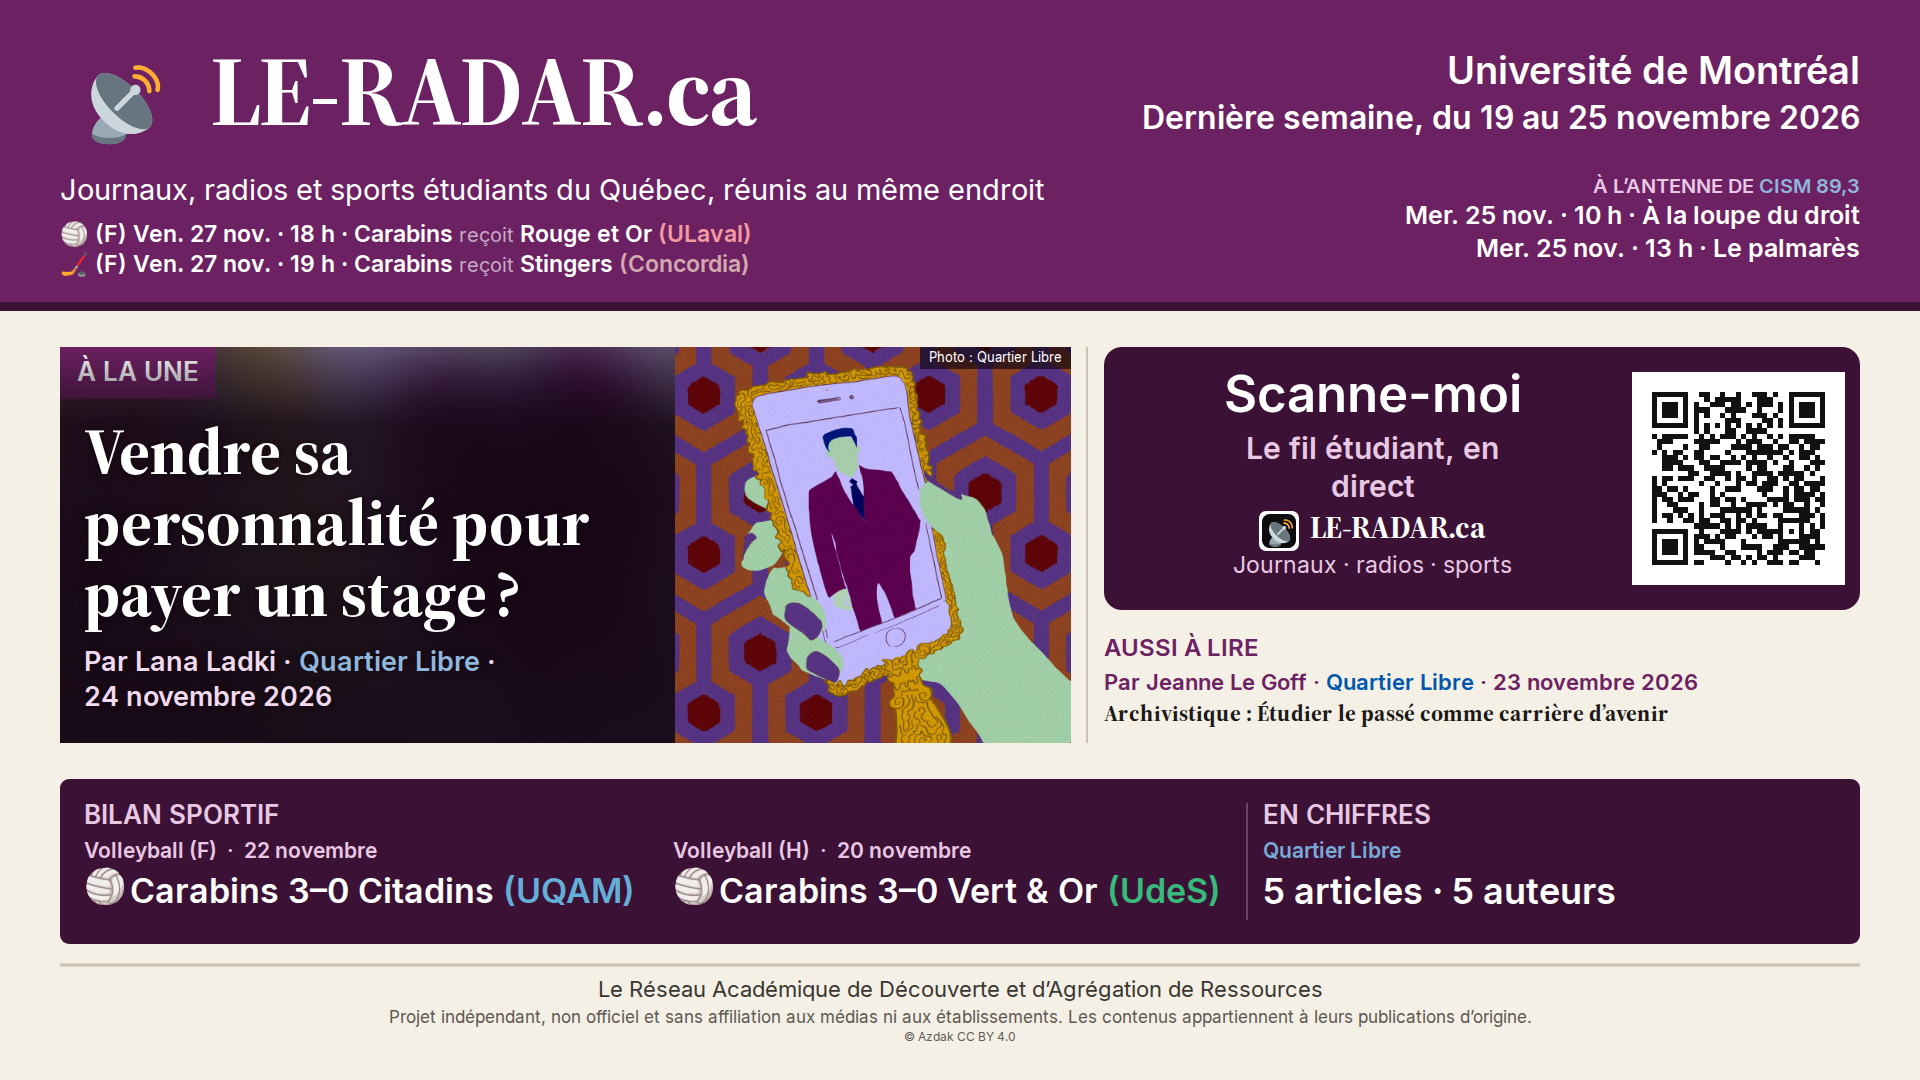 LE-RADAR.ca
Journaux, radios et sports étudiants du Québec, réunis au même endroit
(F) Ven. 27 nov. · 18 h · Carabins reçoit Rouge et Or (ULaval)
(F) Ven. 27 nov. · 19 h · Carabins reçoit Stingers (Concordia)
Université de Montréal
Dernière semaine, du 19 au 25 novembre 2026
À L’ANTENNE DE CISM 89,3
Mer. 25 nov. · 10 h · À la loupe du droit
Mer. 25 nov. · 13 h · Le palmarès
À LA UNE
Photo : Quartier Libre
Vendre sa
personnalité pour
payer un stage ?
Par Lana Ladki · Quartier Libre ·
24 novembre 2026
Scanne-moi
Le fil étudiant, en
direct
LE-RADAR.ca
Journaux · radios · sports
AUSSI À LIRE
Par Jeanne Le Goff · Quartier Libre · 23 novembre 2026
Archivistique : Étudier le passé comme carrière d’avenir
BILAN SPORTIF
Volleyball (F) · 22 novembre
Carabins 3–0 Citadins (UQAM)
Volleyball (H) · 20 novembre
Carabins 3–0 Vert & Or (UdeS)
EN CHIFFRES
Quartier Libre
5 articles · 5 auteurs
Le Réseau Académique de Découverte et d’Agrégation de Ressources
Projet indépendant, non officiel et sans affiliation aux médias ni aux établissements. Les contenus appartiennent à leurs publications d’origine.
© Azdak CC BY 4.0